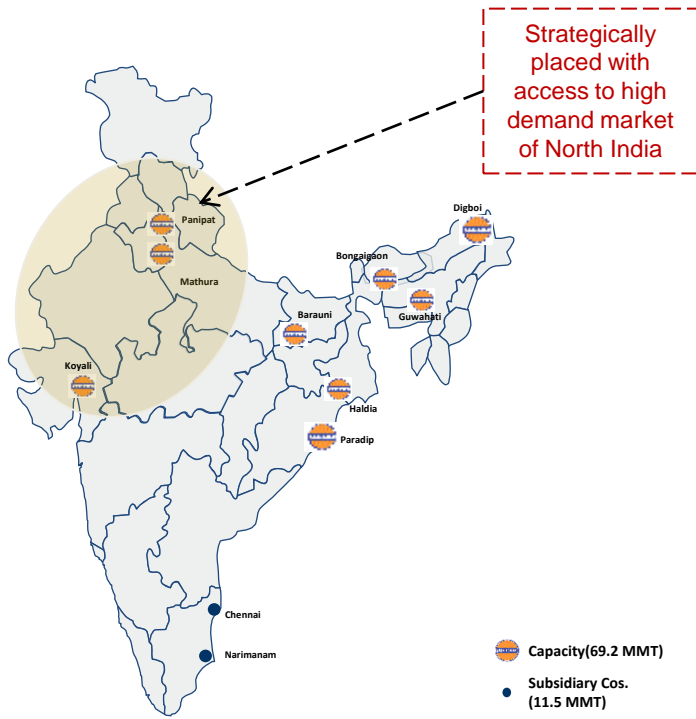 Strategically
placed with
access to high
demand market
of North India
Digboi
Panipat
Bongaigaon
Mathura
Barauni
Guwahati
Koyali
Haldia
Paradip
Chennai
Narimanam
Capacity(69.2 MMT)
Subsidiary Cos.
(11.5 MMT)